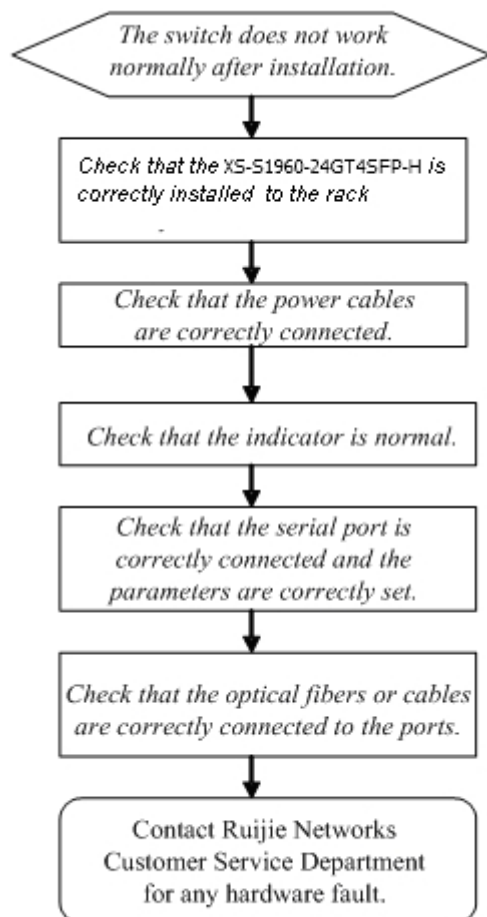 The switch does not work
normally after installation.
Check that the XS-S1960-24GT4SFP-H is
correctly installed to the rack
Check that the power cables
are correctly connected.
Check that the indicator is normal.
Check that the serial port is
correctly connected and the
parameters are correctly set.
Check that the optical fibers or cables
are correctly connected to the ports.
Contact Ruijie Networks
Customer Service Department
for any hardware fault.